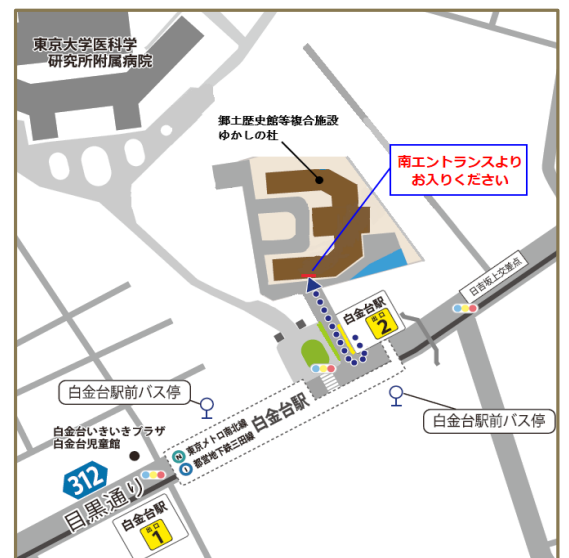 東京大学医科学
研究所附属病院
郷土歴史館等複合施設
ゆかしの杜
南エントランスより
お入りください
日吉坂上交差点
白金台駅
出口
2
白金台駅前バス停
白金台駅前バス停
白金台いきいきプラザ
白金台児童館
N 東京メトロ南北線
I 都営地下鉄三田線
白金台駅
312
目黒通り
白金台駅
出口
1